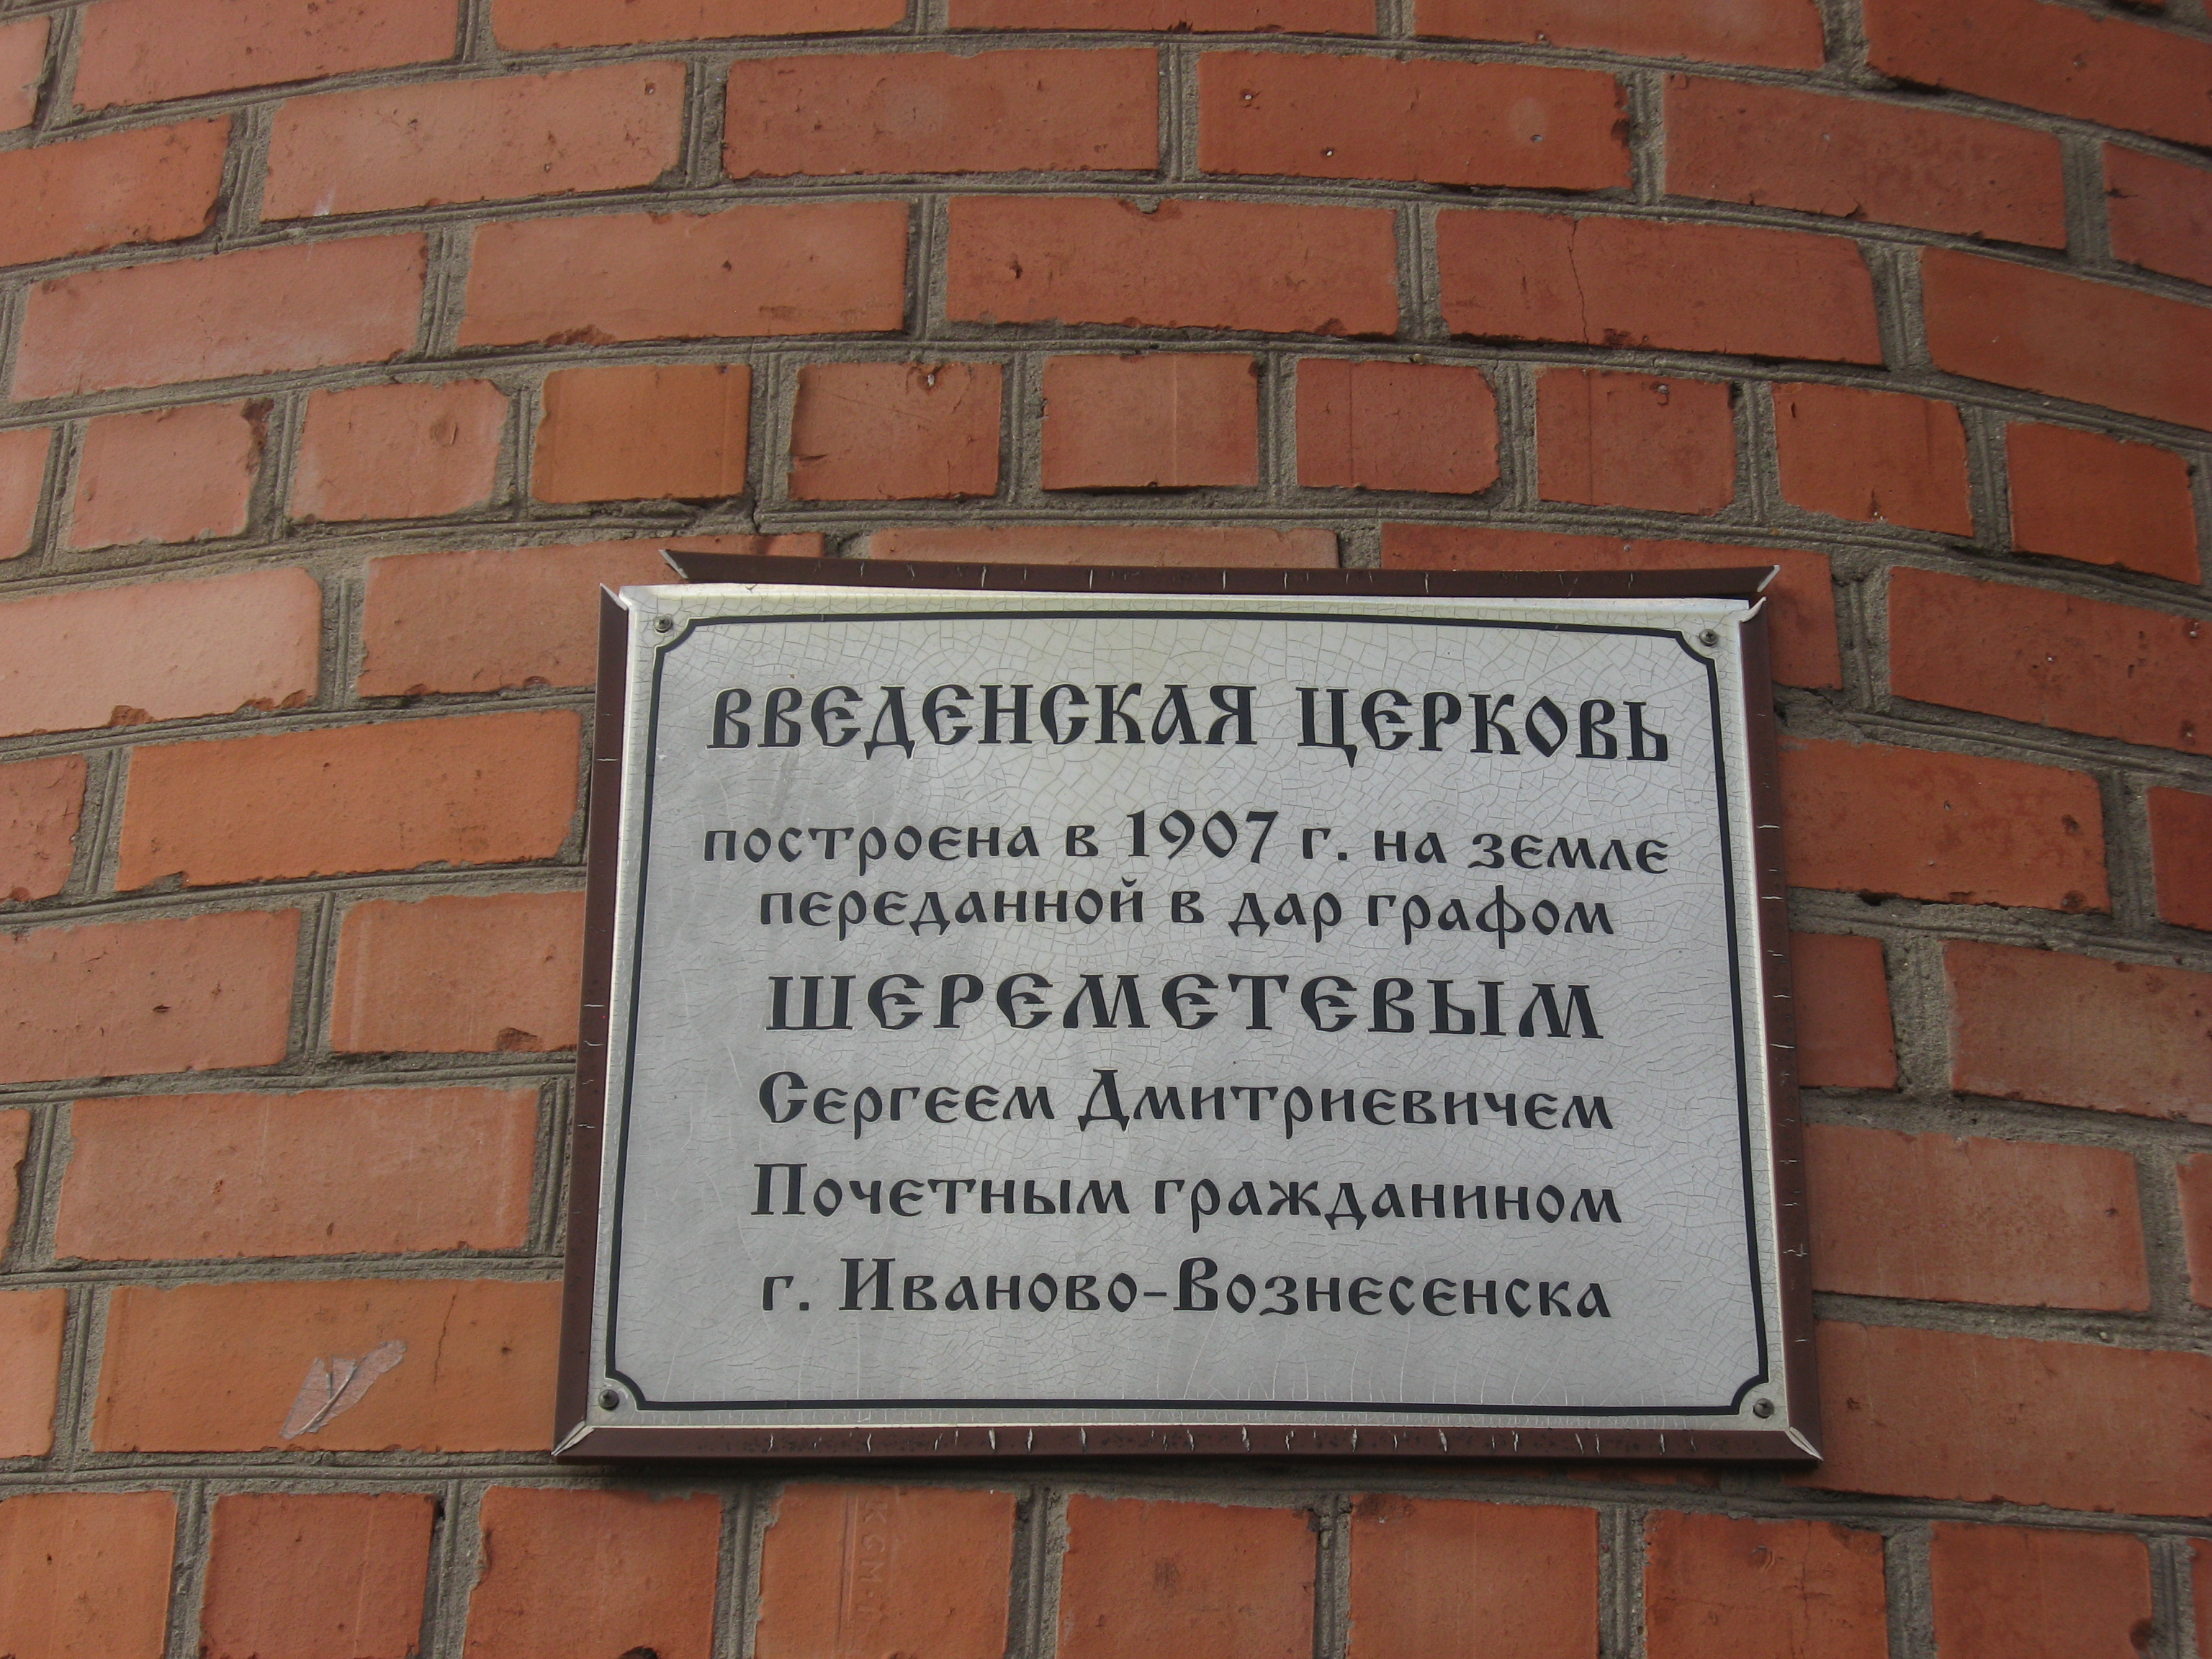 ВВЕДЕНСКАЯ ЦЕРКОВЬ
построена в 1907 г. на земле
переданной в дар графом
ШЕРЕМЕТЕВЫМ
Сергеем Дмитриевичем
Почетным гражданином
г. Иваново-Вознесенска